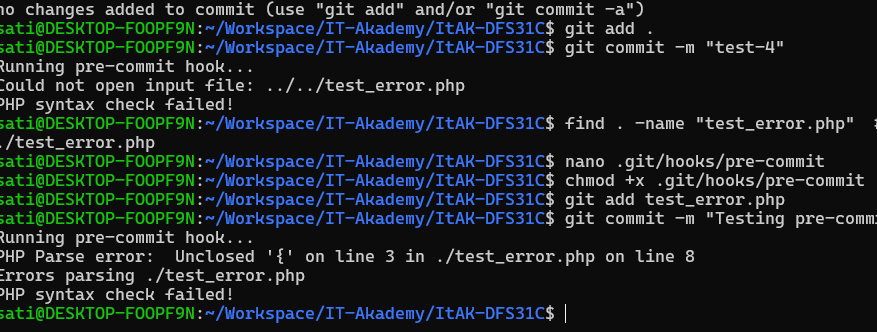 no changes added to commit (use "git add" and/or "git commit -a")
sati@DESKTOP-FOOPF9N:~/Workspace/IT-Akademy/ItAK-DFS31C$ git add .
sati@DESKTOP-FOOPF9N:~/Workspace/IT-Akademy/ItAK-DFS31C$ git commit -m "test-4"
Running pre-commit hook...
Could not open input file: ../../test_error.php
PHP syntax check failed!
sati@DESKTOP-FOOPF9N:~/Workspace/IT-Akademy/ItAK-DFS31C$ find . -name "test_error.php"
./test_error.php
sati@DESKTOP-FOOPF9N:~/Workspace/IT-Akademy/ItAK-DFS31C$ nano .git/hooks/pre-commit
sati@DESKTOP-FOOPF9N:~/Workspace/IT-Akademy/ItAK-DFS31C$ chmod +x .git/hooks/pre-commit
sati@DESKTOP-FOOPF9N:~/Workspace/IT-Akademy/ItAK-DFS31C$ git add test_error.php
sati@DESKTOP-FOOPF9N:~/Workspace/IT-Akademy/ItAK-DFS31C$ git commit -m "Testing pre-commi
Running pre-commit hook...
PHP Parse error:  Unclosed '{' on line 3 in ./test_error.php on line 8
Errors parsing ./test_error.php
PHP syntax check failed!
sati@DESKTOP-FOOPF9N:~/Workspace/IT-Akademy/ItAK-DFS31C$